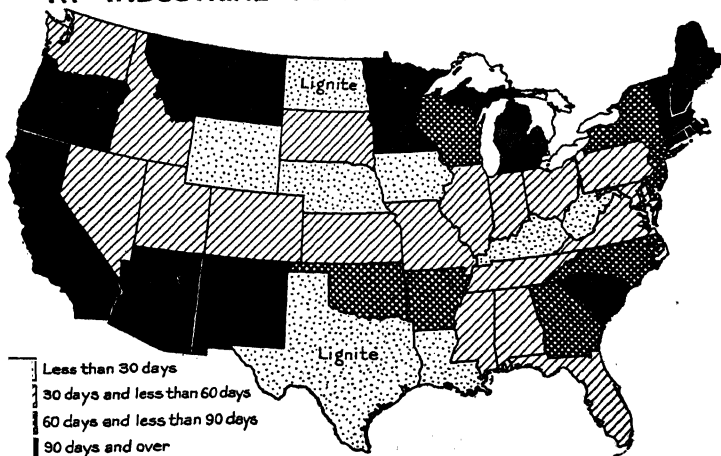 INDUSTRIAL
Lignite
Lignite
Less than 30 days
30 days and less than 60 days
60 days and less than 90 days
90 days and over